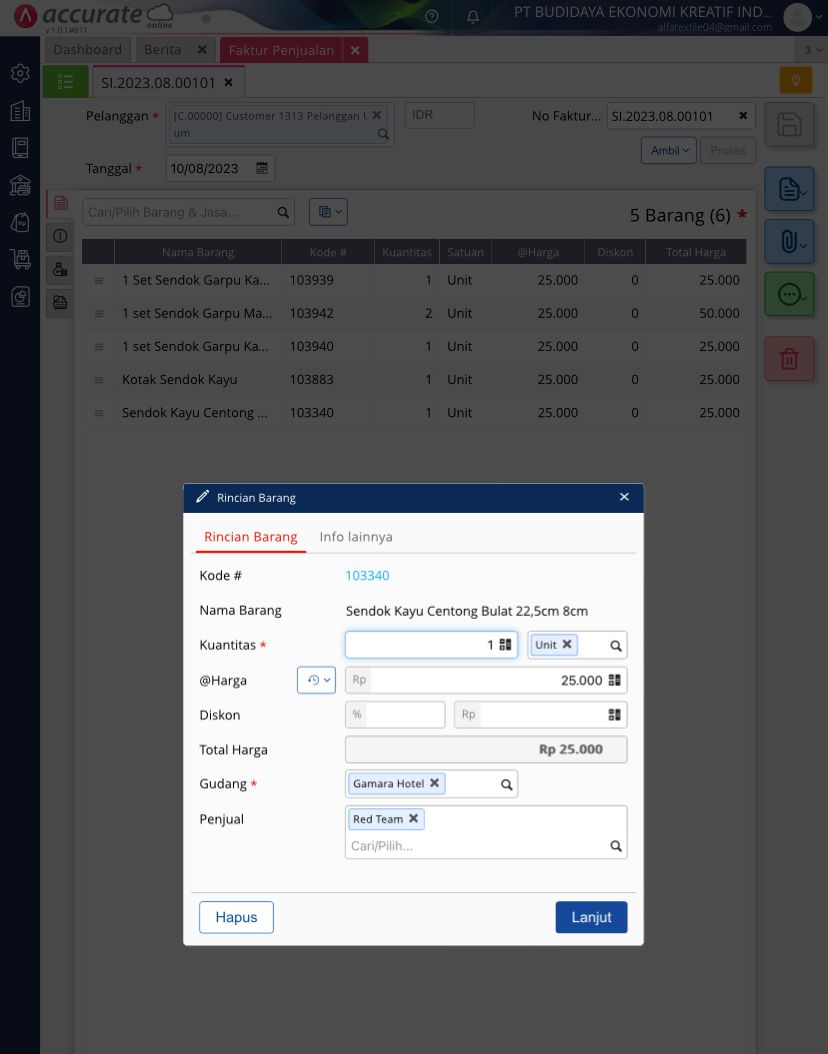 accurate
online
v 1.0.1#811
PT BUDIDAYA EKONOMI KREATIF IND...
alfatextile04@gmail.com
Dashboard
Berita
Faktur Penjualan
3
SI.2023.08.00101
Pelanggan *
[C.00000] Customer 1313 Pelanggan U
um
IDR
No Faktur...
SI.2023.08.00101
Ambil
Proses
Tanggal *
10/08/2023
Cari/Pilih Barang & Jasa...
5 Barang (6) *
Nama Barang Kode # Kuantitas Satuan @Harga Diskon Total Harga
1 Set Sendok Garpu Ka... 103939 1 Unit 25.000 0 25.000
1 set Sendok Garpu Ma... 103942 2 Unit 25.000 0 50.000
1 set Sendok Garpu Ka... 103940 1 Unit 25.000 0 25.000
Kotak Sendok Kayu 103883 1 Unit 25.000 0 25.000
Sendok Kayu Centong ... 103340 1 Unit 25.000 0 25.000
Rincian Barang
Rincian Barang Info lainnya
Kode # 103340
Nama Barang Sendok Kayu Centong Bulat 22,5cm 8cm
Kuantitas * 1 Unit
@Harga Rp 25.000
Diskon % Rp
Total Harga Rp 25.000
Gudang * Gamara Hotel
Penjual Red Team
Cari/Pilih...
Hapus Lanjut